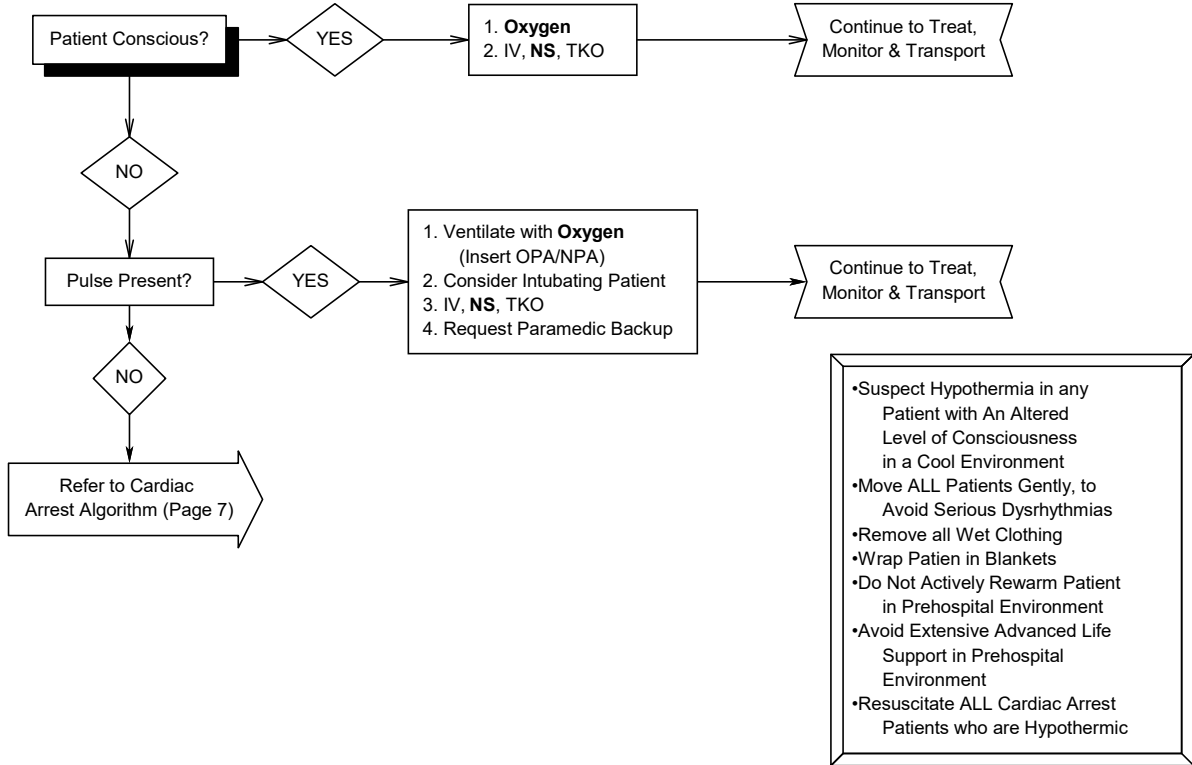 Patient Conscious?
YES
1. Oxygen
2. IV, NS, TKO
Continue to Treat,
Monitor & Transport
NO
Pulse Present?
YES
1. Ventilate with Oxygen
(Insert OPA/NPA)
2. Consider Intubating Patient
3. IV, NS, TKO
4. Request Paramedic Backup
Continue to Treat,
Monitor & Transport
NO
Refer to Cardiac
Arrest Algorithm (Page 7)
•Suspect Hypothermia in any
Patient with An Altered
Level of Consciousness
in a Cool Environment
•Move ALL Patients Gently, to
Avoid Serious Dysrhythmias
•Remove all Wet Clothing
•Wrap Patien in Blankets
•Do Not Actively Rewarm Patient
in Prehospital Environment
•Avoid Extensive Advanced Life
Support in Prehospital
Environment
•Resuscitate ALL Cardiac Arrest
Patients who are Hypothermic